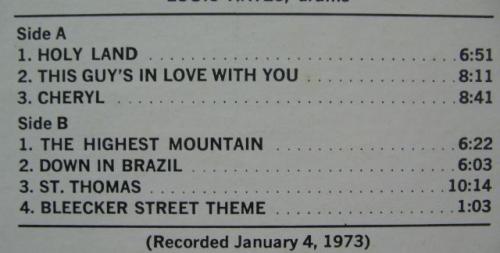 Side A
1. HOLY LAND . . . . . . . . . . . . . . . . . . . . . . . . . . . . . 6:51
2. THIS GUY'S IN LOVE WITH YOU . . . . . . . . . . . . . . 8:11
3. CHERYL . . . . . . . . . . . . . . . . . . . . . . . . . . . . . . . . 8:41
Side B
1. THE HIGHEST MOUNTAIN . . . . . . . . . . . . . . . . . . 6:22
2. DOWN IN BRAZIL . . . . . . . . . . . . . . . . . . . . . . . . . 6:03
3. ST. THOMAS . . . . . . . . . . . . . . . . . . . . . . . . . . . . 10:14
4. BLEECKER STREET THEME . . . . . . . . . . . . . . . . . 1:03
(Recorded January 4, 1973)